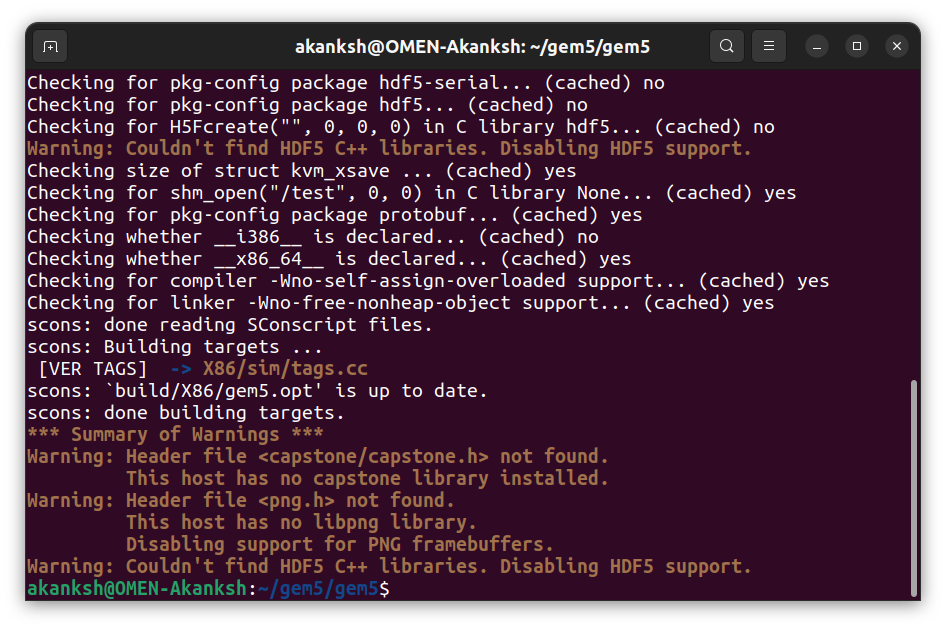 akanksh@OMEN-Akanksh: ~/gem5/gem5
Checking for pkg-config package hdf5-serial... (cached) no
Checking for pkg-config package hdf5... (cached) no
Checking for H5Fcreate("", 0, 0, 0) in C library hdf5... (cached) no
Warning: Couldn't find HDF5 C++ libraries. Disabling HDF5 support.
Checking size of struct kvm_xsave ... (cached) yes
Checking for shm_open("/test", 0, 0) in C library None... (cached) yes
Checking for pkg-config package protobuf... (cached) yes
Checking whether __i386__ is declared... (cached) no
Checking whether __x86_64__ is declared... (cached) yes
Checking for compiler -Wno-self-assign-overloaded support... (cached) yes
Checking for linker -Wno-free-nonheap-object support... (cached) yes
scons: done reading SConscript files.
scons: Building targets ...
 [VER TAGS]  -> X86/sim/tags.cc
scons: `build/X86/gem5.opt' is up to date.
scons: done building targets.
*** Summary of Warnings ***
Warning: Header file <capstone/capstone.h> not found.
         This host has no capstone library installed.
Warning: Header file <png.h> not found.
         This host has no libpng library.
         Disabling support for PNG framebuffers.
Warning: Couldn't find HDF5 C++ libraries. Disabling HDF5 support.
akanksh@OMEN-Akanksh:~/gem5/gem5$